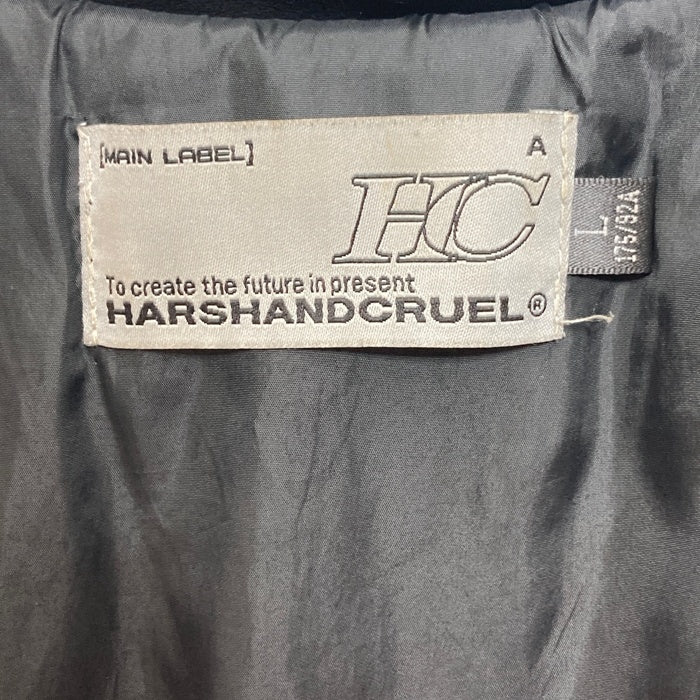 [MAIN LABEL]
A
HC
To create the future in present
HARSHANDCRUEL®
L
175/92A